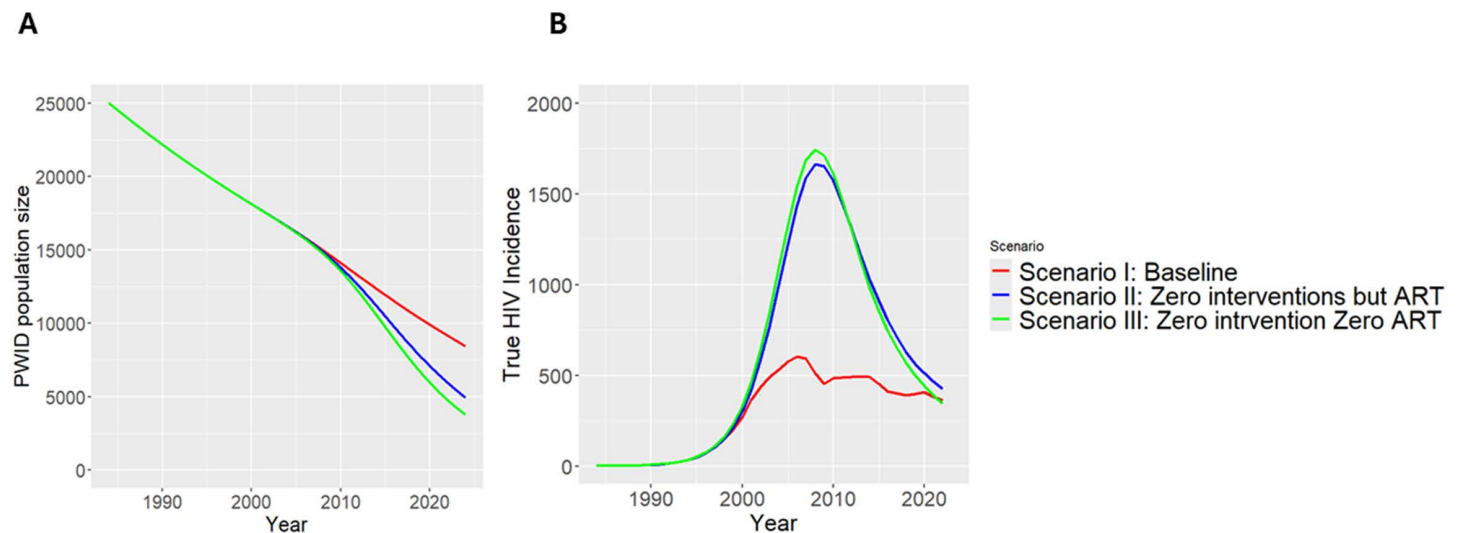 A
B
PWID population size
25000
20000
15000
10000
5000
0
1990 2000 2010 2020
Year
True HIV Incidence
2000
1500
1000
500
0
1990 2000 2010 2020
Year
Scenario
Scenario I: Baseline
Scenario II: Zero interventions but ART
Scenario III: Zero intrvention Zero ART